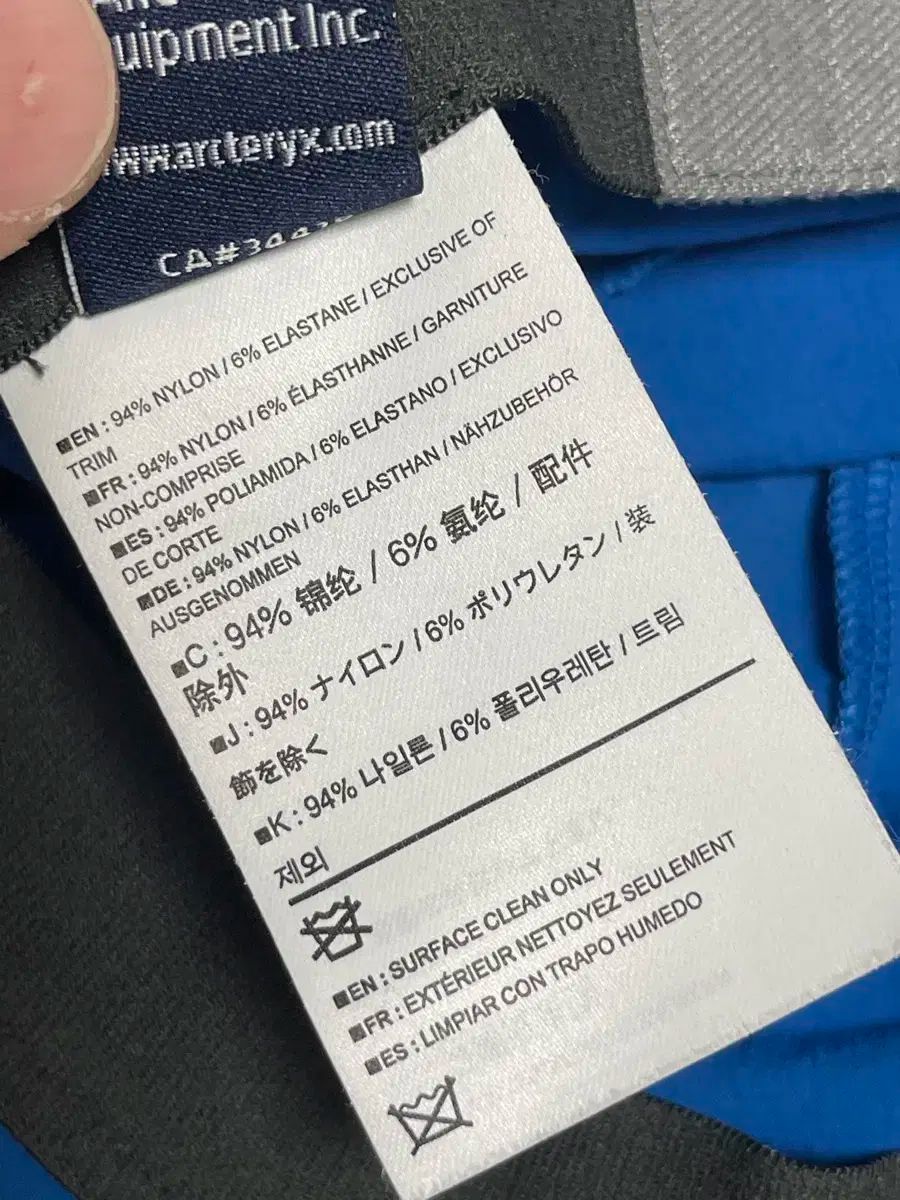 uipment Inc.
www.arcteryx.com
EN : 94% NYLON / 6% ELASTANE / EXCLUSIVE OF
TRIM
FR : 94% NYLON / 6% ÉLASTHANNE / GARNITURE
NON-COMPRISE
ES : 94% POLIAMIDA / 6% ELASTANO / EXCLUSIVO
DE CORTE
DE : 94% NYLON / 6% ELASTHAN / NÄHZUBEHÖR
AUSGENOMMEN
C : 94% 锦纶 / 6% 氨纶 / 配件
除外
J : 94% ナイロン / 6% ポリウレタン / 装
飾を除く
K : 94% 나일론 / 6% 폴리우레탄 / 트림
제외
EN : SURFACE CLEAN ONLY
FR : EXTÉRIEUR NETTOYEZ SEULEMENT
ES : LIMPIAR CON TRAPO HUMEDO